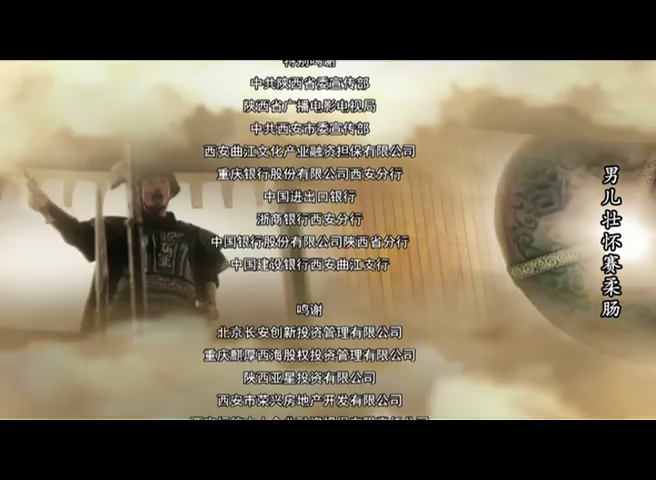 特别鸣谢
中共陕西省委宣传部
陕西省广播电影电视局
中共西安市委宣传部
西安曲江文化产业融资担保有限公司
重庆银行股份有限公司西安分行
中国进出口银行
浙商银行西安分行
中国银行股份有限公司陕西省分行
中国建设银行西安曲江支行
鸣谢
北京长安创新投资管理有限公司
重庆麒厚西海股权投资管理有限公司
陕西亚星投资有限公司
西安市荣兴房地产开发有限公司
男儿壮怀赛柔肠